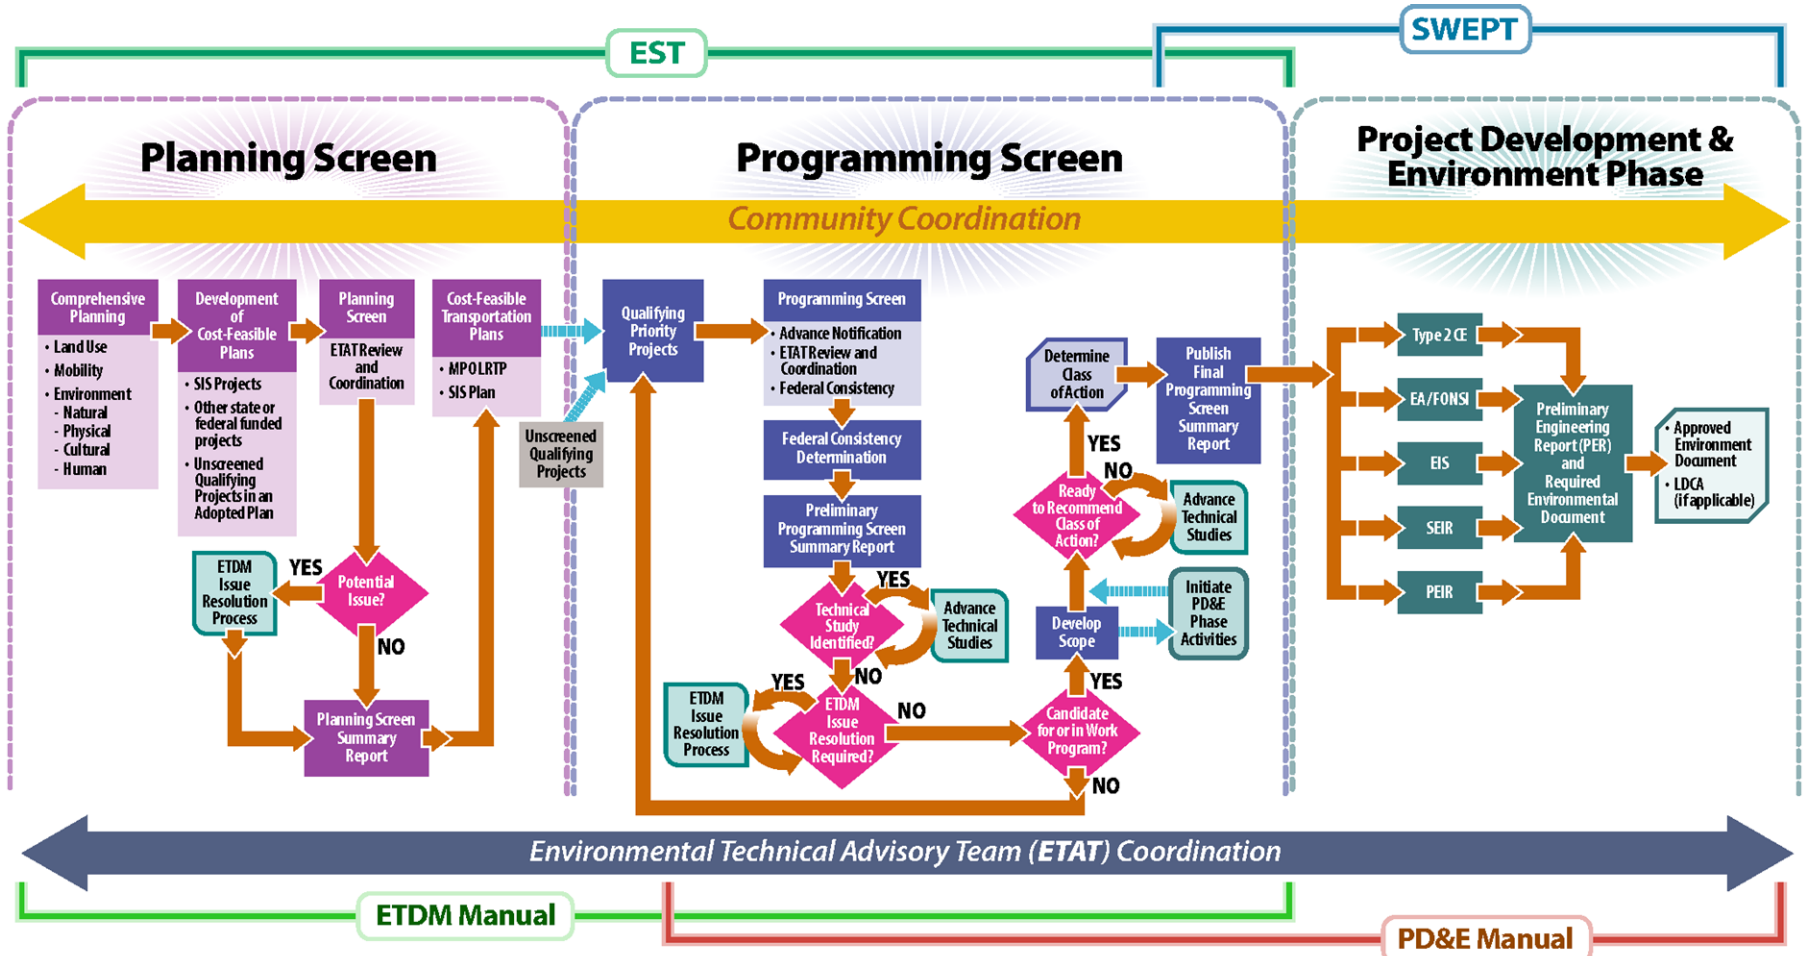 SWEPT
EST
Planning Screen
Programming Screen
Project Development &
Environment Phase
Community Coordination
Comprehensive
Planning
• Land Use
• Mobility
• Environment
- Natural
- Physical
- Cultural
- Human
Development
of
Cost-Feasible
Plans
• SIS Projects
• Other state or
federal funded
projects
• Unscreened
Qualifying
Projects in an
Adopted Plan
Planning
Screen
ETAT Review
and
Coordination
Cost-Feasible
Transportation
Plans
• MPO LRTP
• SIS Plan
Unscreened
Qualifying
Projects
ETDM
Issue
Resolution
Process
YES
Potential
Issue?
NO
Planning Screen
Summary
Report
Qualifying
Priority
Projects
Programming Screen
• Advance Notification
• ETAT Review and
Coordination
• Federal Consistency
Federal Consistency
Determination
Preliminary
Programming Screen
Summary Report
YES
Technical
Study
Identified?
Advance
Technical
Studies
NO
YES
ETDM
Issue
Resolution
Process
ETDM
Issue
Resolution
Required?
NO
Candidate
for or in Work
Program?
NO
YES
Develop
Scope
Initiate
PD&E
Phase
Activities
Ready
to Recommend
Class of
Action?
NO
Advance
Technical
Studies
YES
Determine
Class
of Action
Publish
Final
Programming
Screen
Summary
Report
Type 2 CE
EA/FONSI
EIS
SEIR
PEIR
Preliminary
Engineering
Report (PER)
and
Required
Environmental
Document
• Approved
Environment
Document
• LDCA
(if applicable)
Environmental Technical Advisory Team (ETAT) Coordination
ETDM Manual
PD&E Manual